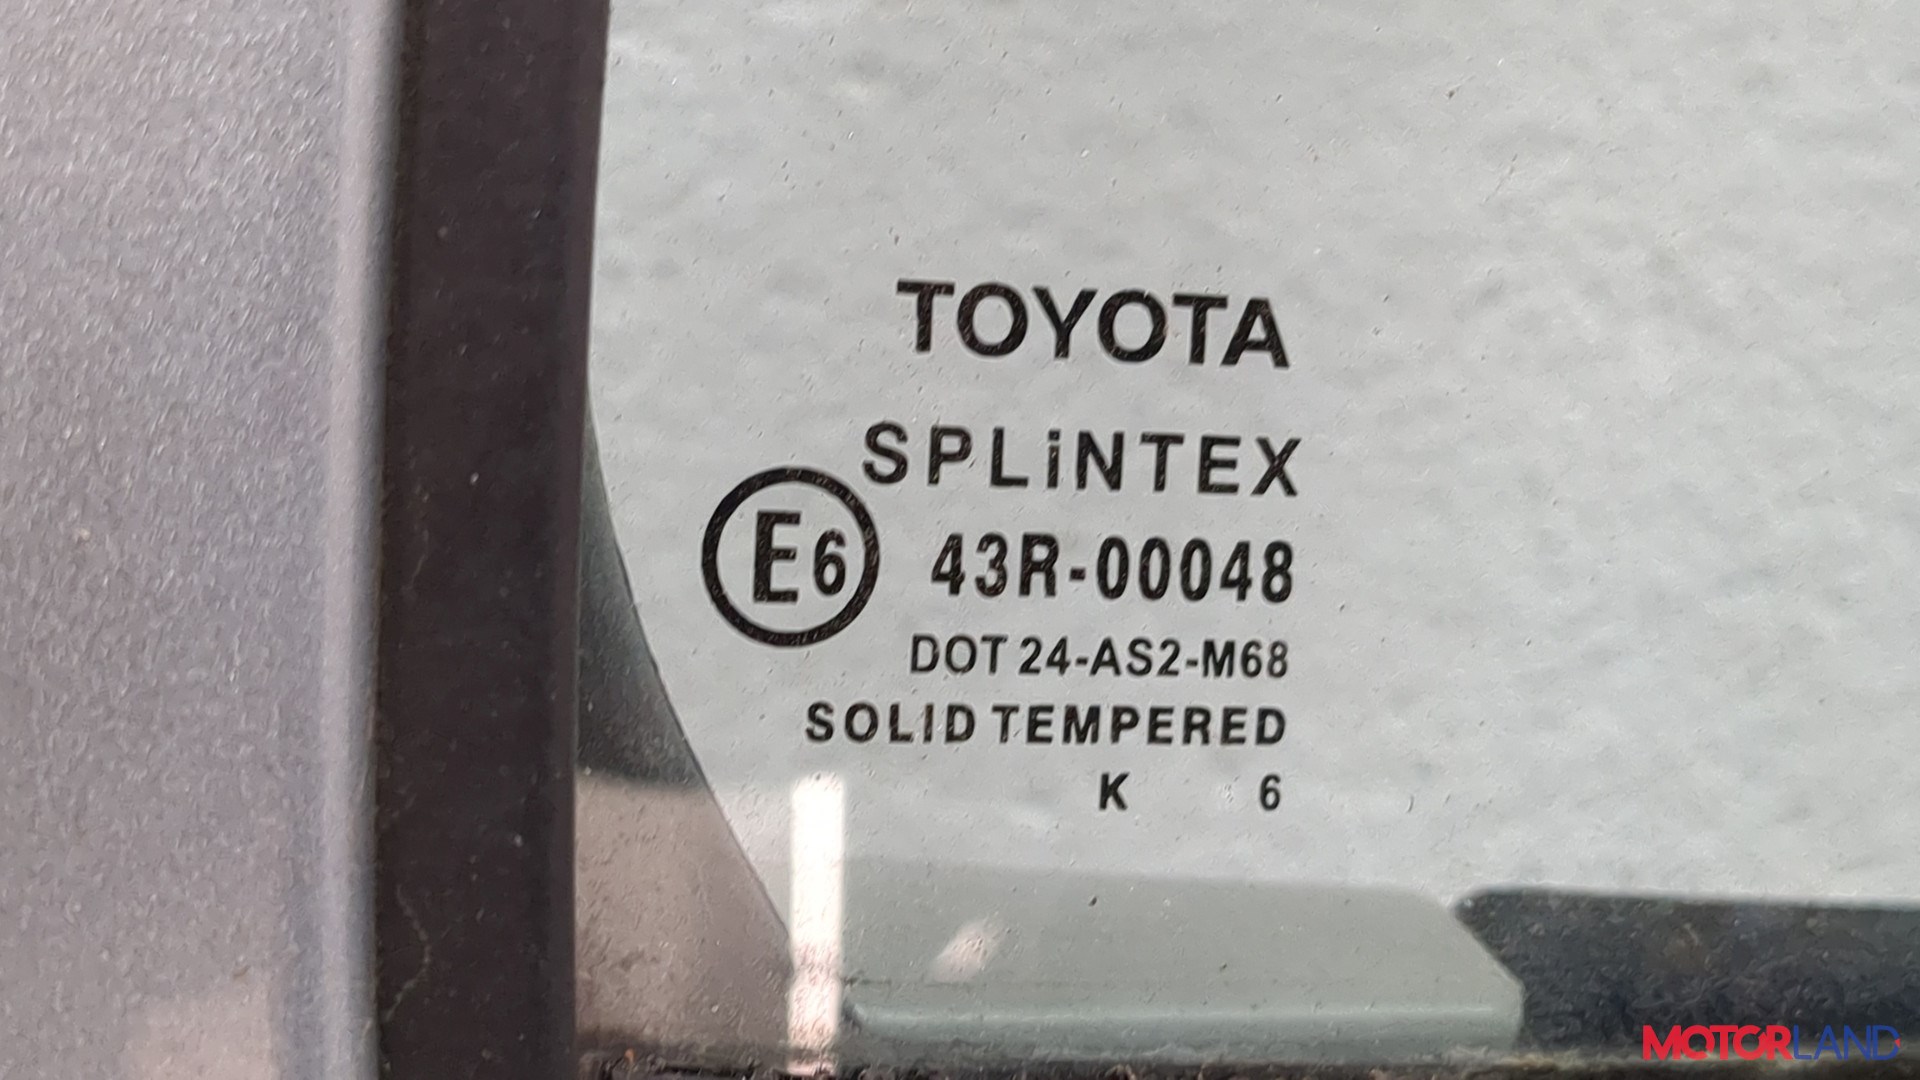 TOYOTA
SPLiNTEX
E6 43R-00048
DOT 24-AS2-M68
SOLID TEMPERED
K 6
MOTORLAND